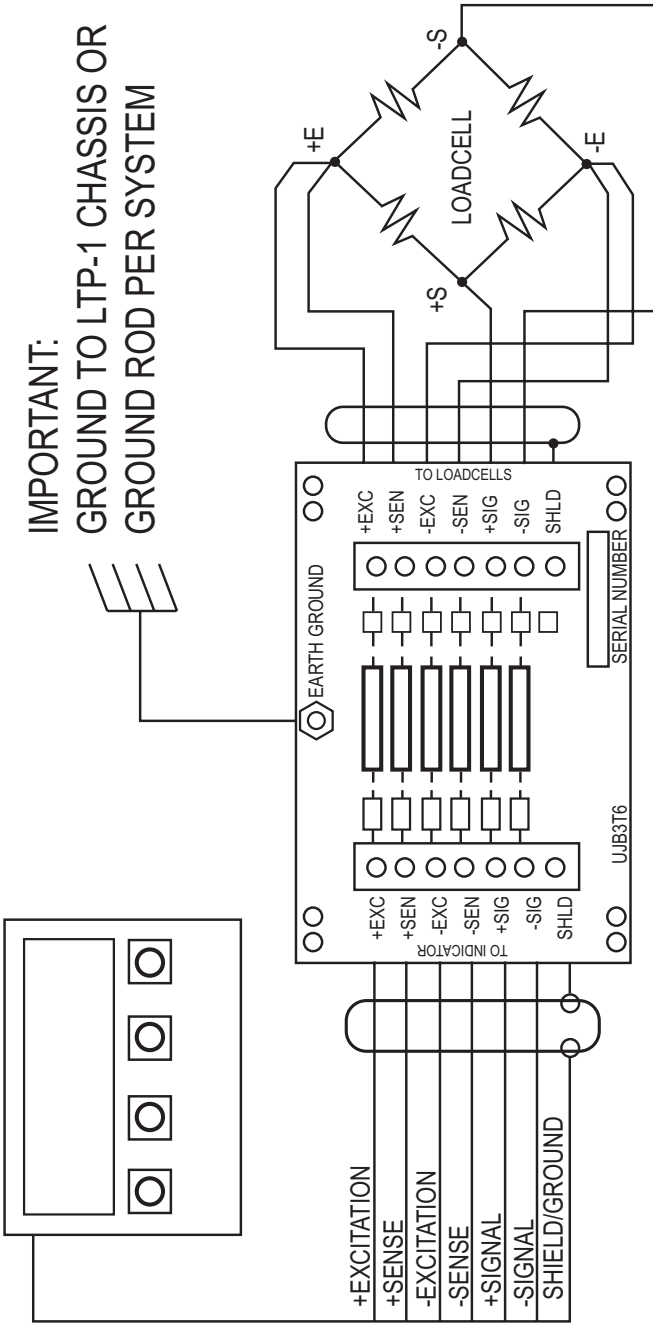 IMPORTANT:
GROUND TO LTP-1 CHASSIS OR
GROUND ROD PER SYSTEM
+E
-S
LOADCELL
+S
-E
EARTH GROUND
TO LOADCELLS
+EXC
+SEN
-EXC
-SEN
+SIG
-SIG
SHLD
SERIAL NUMBER
UJB3T6
TO INDICATOR
+EXC
+SEN
-EXC
-SEN
+SIG
-SIG
SHLD
+EXCITATION
+SENSE
-EXCITATION
-SENSE
+SIGNAL
-SIGNAL
SHIELD/GROUND